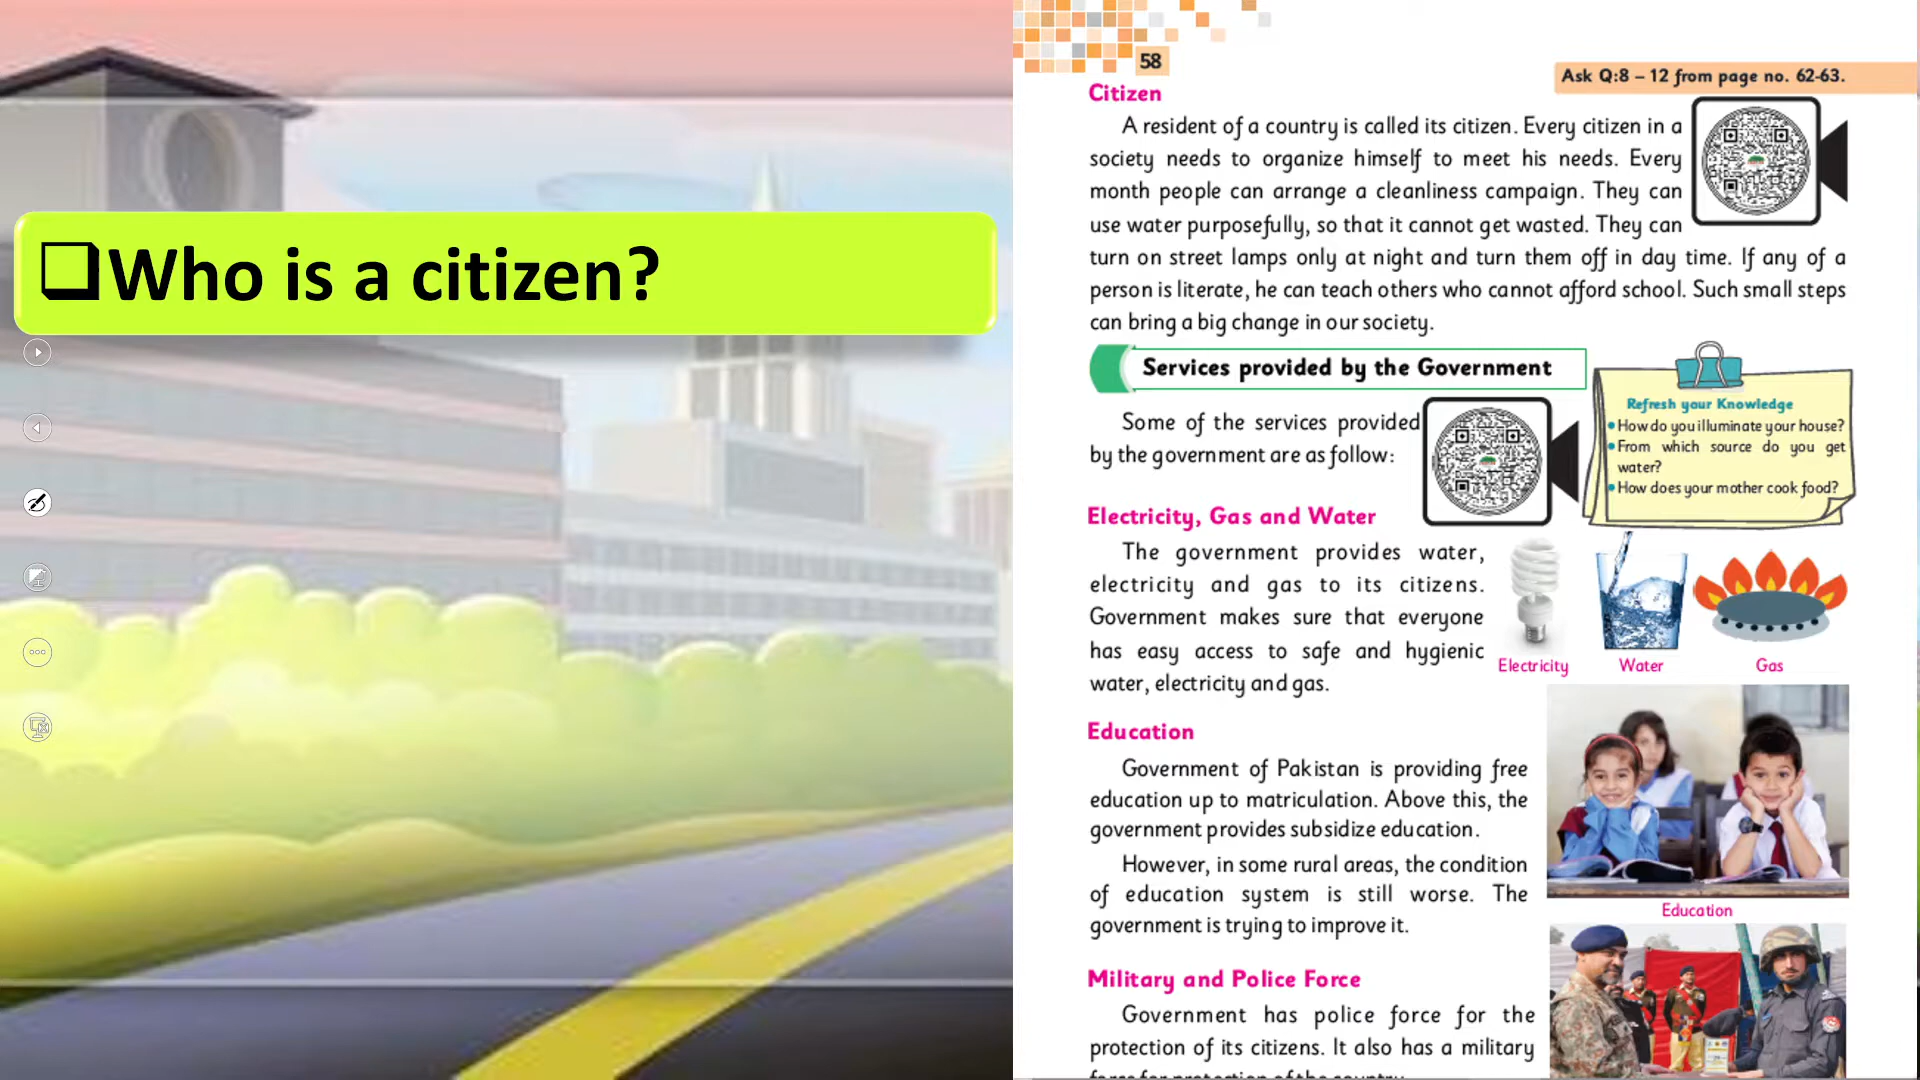 ❑Who is a citizen?
58
Ask Q:8 – 12 from page no. 62-63.
Citizen
A resident of a country is called its citizen. Every citizen in a
society needs to organize himself to meet his needs. Every
month people can arrange a cleanliness campaign. They can
use water purposefully, so that it cannot get wasted. They can
turn on street lamps only at night and turn them off in day time. If any of a
person is literate, he can teach others who cannot afford school. Such small steps
can bring a big change in our society.
Services provided by the Government
Some of the services provided
by the government are as follow:
Refresh your Knowledge
•How do you illuminate your house?
•From which source do you get
water?
•How does your mother cook food?
Electricity, Gas and Water
The government provides water,
electricity and gas to its citizens.
Government makes sure that everyone
has easy access to safe and hygienic
water, electricity and gas.
Electricity
Water
Gas
Education
Government of Pakistan is providing free
education up to matriculation. Above this, the
government provides subsidize education.
However, in some rural areas, the condition
of education system is still worse. The
government is trying to improve it.
Education
Military and Police Force
Government has police force for the
protection of its citizens. It also has a military
force for protection of the country.